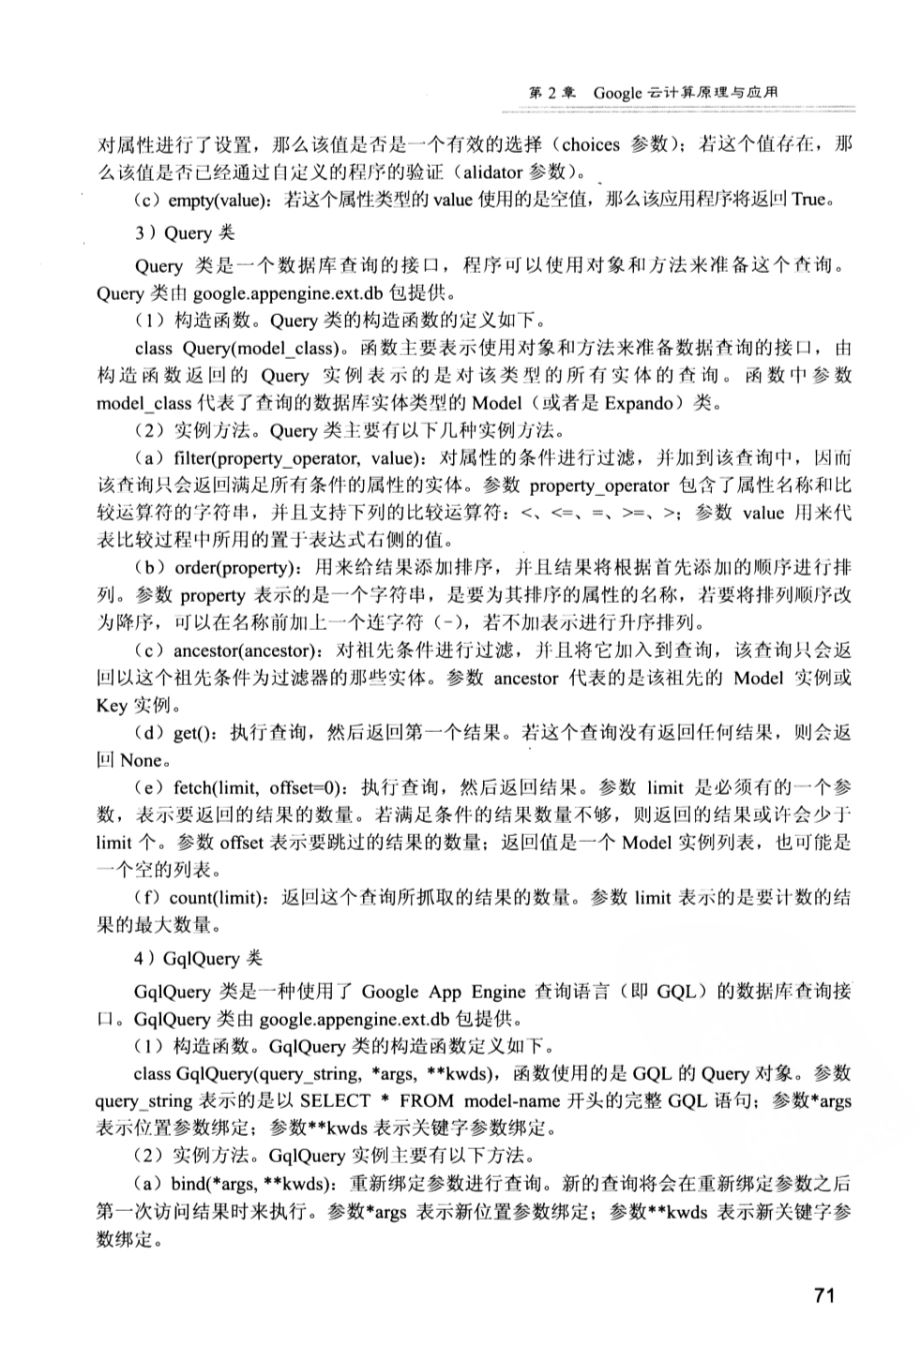 第 2 章 Google 云计算原理与应用
对属性进行了设置，那么该值是否是一个有效的选择（choices 参数）；若这个值存在，那
么该值是否已经通过自定义的程序的验证（alidator 参数）。
（c）empty(value)：若这个属性类型的 value 使用的是空值，那么该应用程序将返回 True。
3）Query 类
Query 类是一个数据库查询的接口，程序可以使用对象和方法来准备这个查询。
Query 类由 google.appengine.ext.db 包提供。
（1）构造函数。Query 类的构造函数的定义如下。
class Query(model_class)。函数主要表示使用对象和方法来准备数据查询的接口，由
构造函数返回的 Query 实例表示的是对该类型的所有实体的查询。函数中参数
model_class 代表了查询的数据库实体类型的 Model（或者是 Expando）类。
（2）实例方法。Query 类主要有以下几种实例方法。
（a）filter(property_operator, value)：对属性的条件进行过滤，并加到该查询中，因而
该查询只会返回满足所有条件的属性的实体。参数 property_operator 包含了属性名称和比
较运算符的字符串，并且支持下列的比较运算符：<、<=、=、>=、>；参数 value 用来代
表比较过程中所用的置于表达式右侧的值。
（b）order(property)：用来给结果添加排序，并且结果将根据首先添加的顺序进行排
列。参数 property 表示的是一个字符串，是要为其排序的属性的名称，若要将排列顺序改
为降序，可以在名称前加上一个连字符（-），若不加表示进行升序排列。
（c）ancestor(ancestor)：对祖先条件进行过滤，并且将它加入到查询，该查询只会返
回以这个祖先条件为过滤器的那些实体。参数 ancestor 代表的是该祖先的 Model 实例或
Key 实例。
（d）get()：执行查询，然后返回第一个结果。若这个查询没有返回任何结果，则会返
回 None。
（e）fetch(limit, offset=0)：执行查询，然后返回结果。参数 limit 是必须有的一个参
数，表示要返回的结果的数量。若满足条件的结果数量不够，则返回的结果或许会少于
limit 个。参数 offset 表示要跳过的结果的数量；返回值是一个 Model 实例列表，也可能是
一个空的列表。
（f）count(limit)：返回这个查询所抓取的结果的数量。参数 limit 表示的是要计数的结
果的最大数量。
4）GqlQuery 类
GqlQuery 类是一种使用了 Google App Engine 查询语言（即 GQL）的数据库查询接
口。GqlQuery 类由 google.appengine.ext.db 包提供。
（1）构造函数。GqlQuery 类的构造函数定义如下。
class GqlQuery(query_string, *args, **kwds)，函数使用的是 GQL 的 Query 对象。参数
query_string 表示的是以 SELECT * FROM model-name 开头的完整 GQL 语句；参数*args
表示位置参数绑定；参数**kwds 表示关键字参数绑定。
（2）实例方法。GqlQuery 实例主要有以下方法。
（a）bind(*args, **kwds)：重新绑定参数进行查询。新的查询将会在重新绑定参数之后
第一次访问结果时来执行。参数*args 表示新位置参数绑定；参数**kwds 表示新关键字参
数绑定。
71